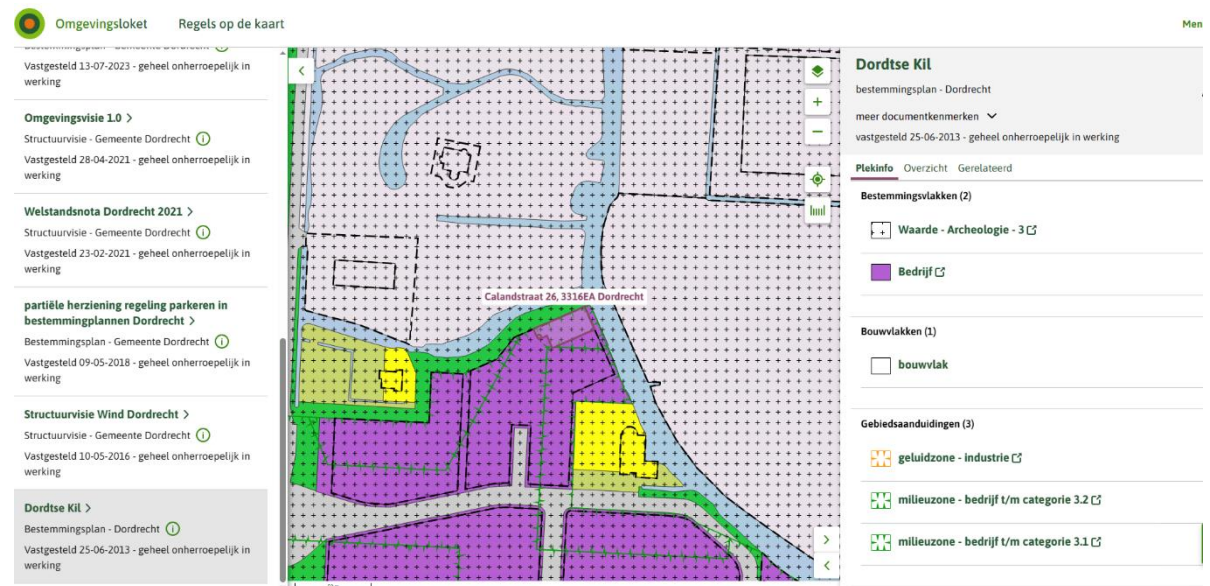 Omgevingsloket
Regels op de kaart
Men
Bestemmingsplan - Gemeente Dordrecht
Vastgesteld 13-07-2023 - geheel onherroepelijk in
werking
Omgevingsvisie 1.0 >
Structuurvisie - Gemeente Dordrecht
Vastgesteld 28-04-2021 - geheel onherroepelijk in
werking
Welstandsnota Dordrecht 2021 >
Structuurvisie - Gemeente Dordrecht
Vastgesteld 23-02-2021 - geheel onherroepelijk in
werking
partiële herziening regeling parkeren in
bestemmingplannen Dordrecht >
Bestemmingsplan - Gemeente Dordrecht
Vastgesteld 09-05-2018 - geheel onherroepelijk in
werking
Structuurvisie Wind Dordrecht >
Structuurvisie - Gemeente Dordrecht
Vastgesteld 10-05-2016 - geheel onherroepelijk in
werking
Dordtse Kil >
Bestemmingsplan - Dordrecht
Vastgesteld 25-06-2013 - geheel onherroepelijk in
werking
Calandstraat 26, 3316EA Dordrecht
Dordtse Kil
bestemmingsplan - Dordrecht
meer documentkenmerken
vastgesteld 25-06-2013 - geheel onherroepelijk in werking
Plekinfo Overzicht Gerelateerd
Bestemmingsvlakken (2)
Waarde - Archeologie - 3
Bedrijf
Bouwvlakken (1)
bouwvlak
Gebiedsaanduidingen (3)
geluidzone - industrie
milieuzone - bedrijf t/m categorie 3.2
milieuzone - bedrijf t/m categorie 3.1